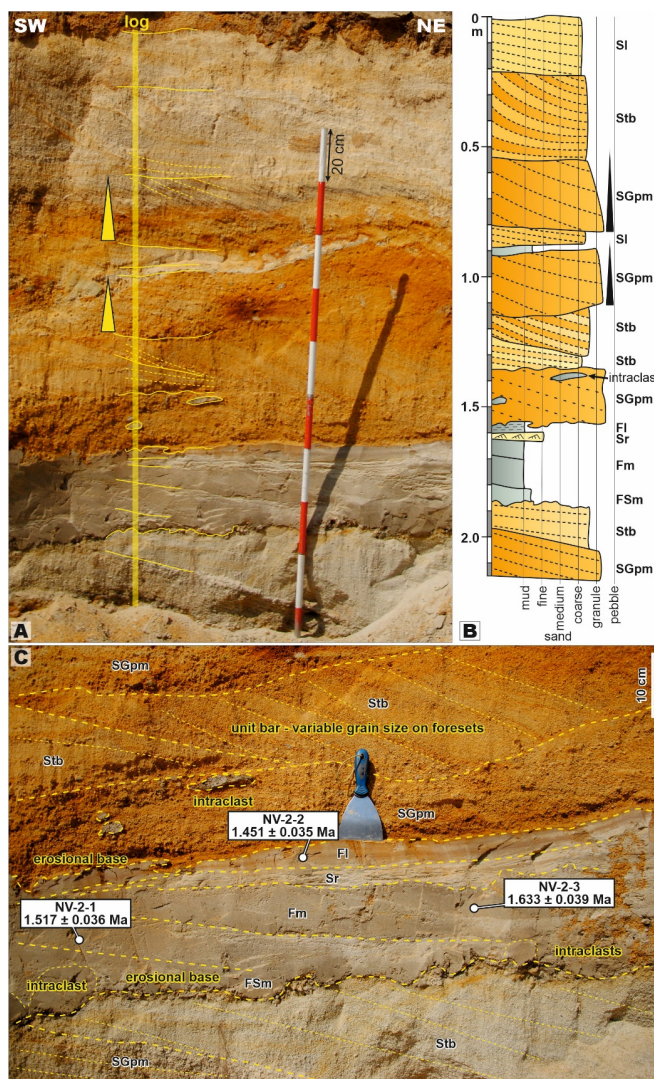 SW
log
NE
20 cm
A
0
m
0.5
1.0
1.5
2.0
Sl
Stb
SGpm
Sl
SGpm
Stb
Stb
intraclas
SGpm
Fl
Sr
Fm
FSm
Stb
SGpm
mud
fine
medium
coarse
granule
pebble
sand
B
C
SGpm
10 cm
Stb
unit bar - variable grain size on foresets
Stb
intraclast
SGpm
NV-2-2
1.451 ± 0.035 Ma
erosional base
Fl
Sr
NV-2-1
1.517 ± 0.036 Ma
Fm
NV-2-3
1.633 ± 0.039 Ma
intraclasts
erosional base
intraclast
FSm
Stb
SGpm